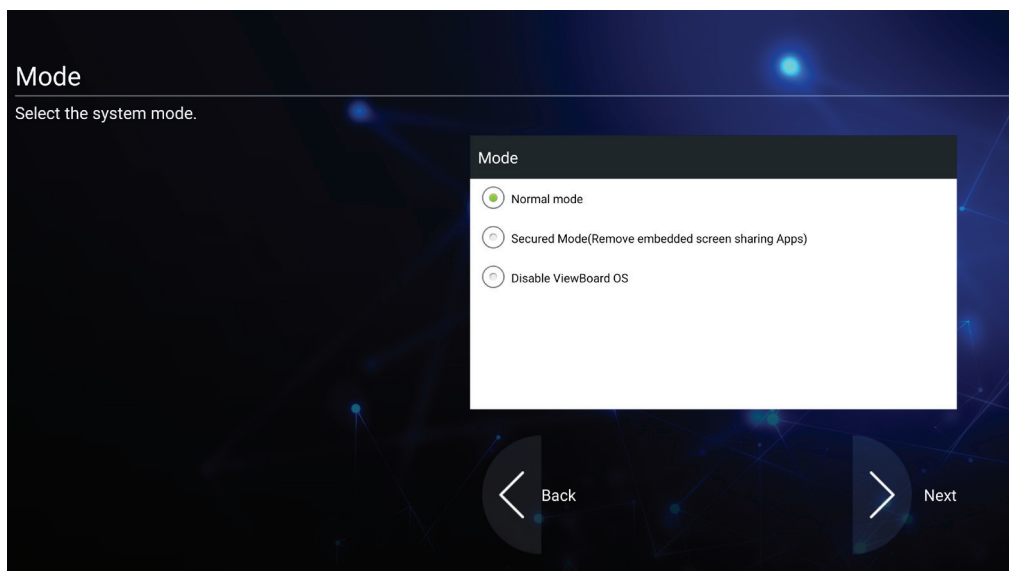 Mode
Select the system mode.
Mode
Normal mode
Secured Mode(Remove embedded screen sharing Apps)
Disable ViewBoard OS
Back
Next